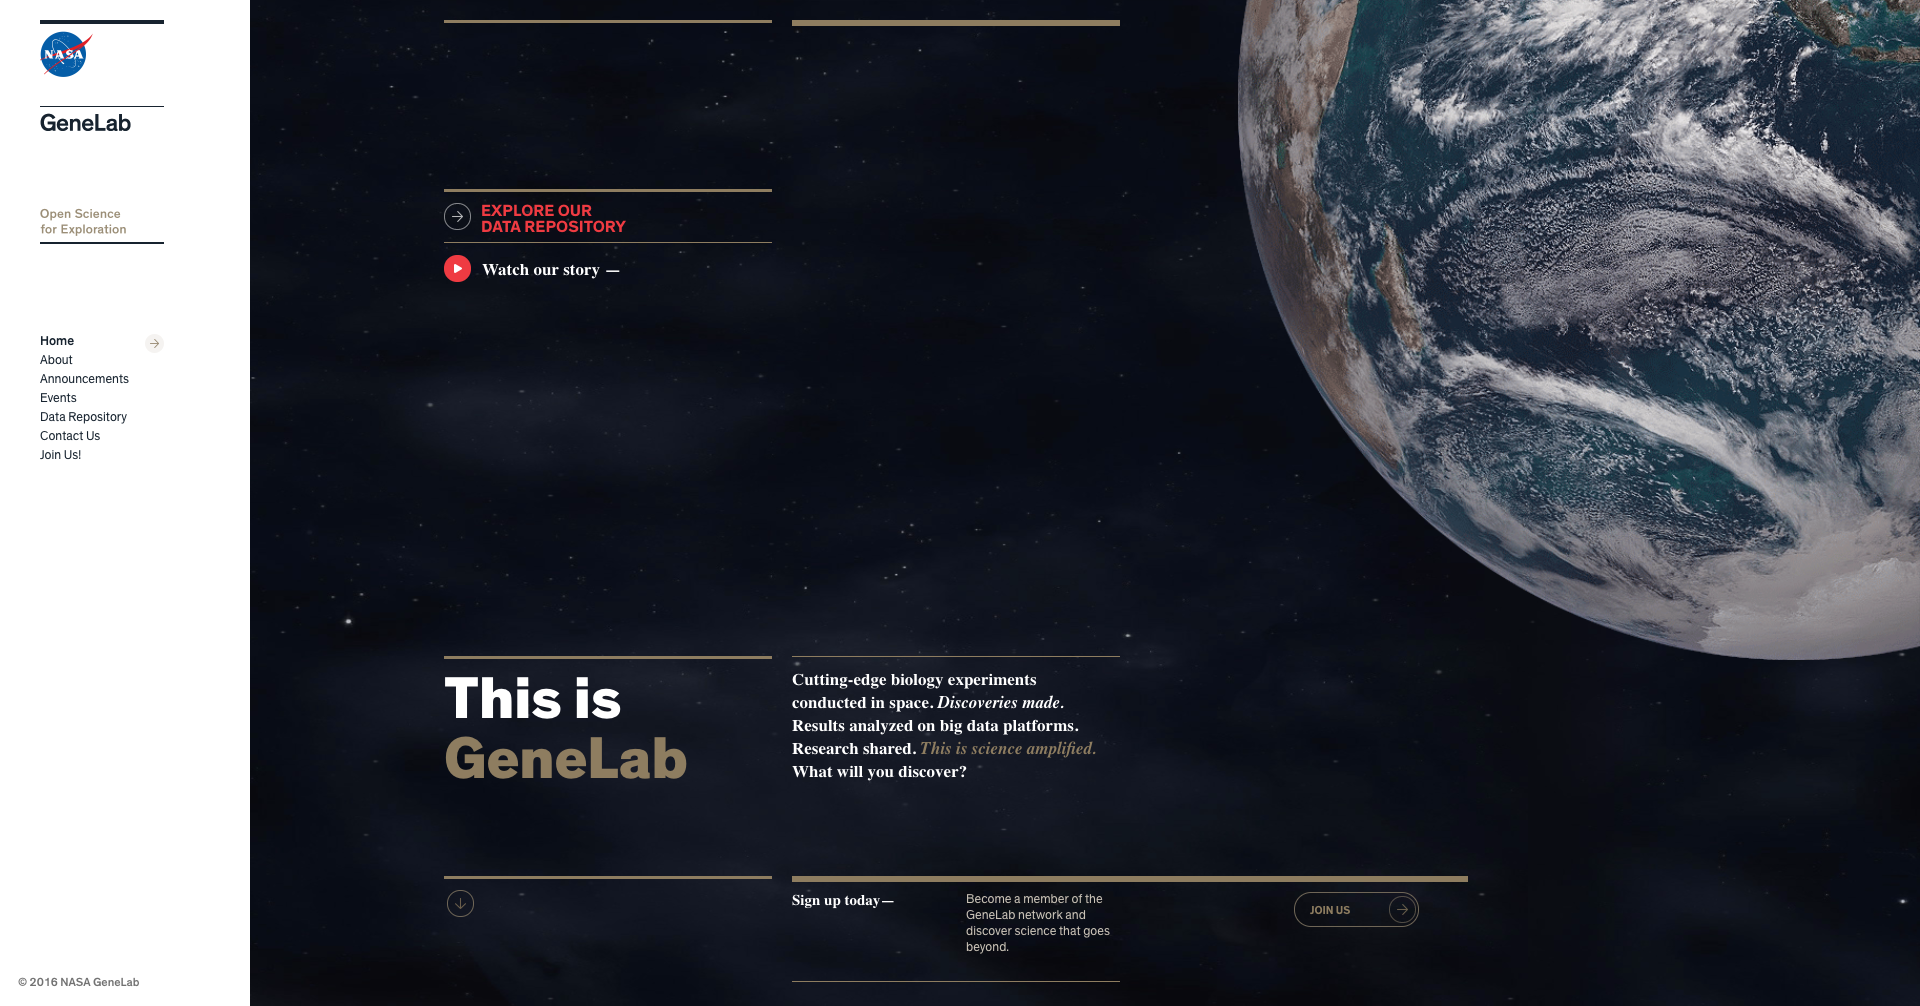 NASA
GeneLab
Open Science
for Exploration
Home
About
Announcements
Events
Data Repository
Contact Us
Join Us!
© 2016 NASA GeneLab
EXPLORE OUR
DATA REPOSITORY
Watch our story —
This is
GeneLab
Cutting-edge biology experiments
conducted in space. Discoveries made.
Results analyzed on big data platforms.
Research shared. This is science amplified.
What will you discover?
Sign up today—
Become a member of the
GeneLab network and
discover science that goes
beyond.
JOIN US